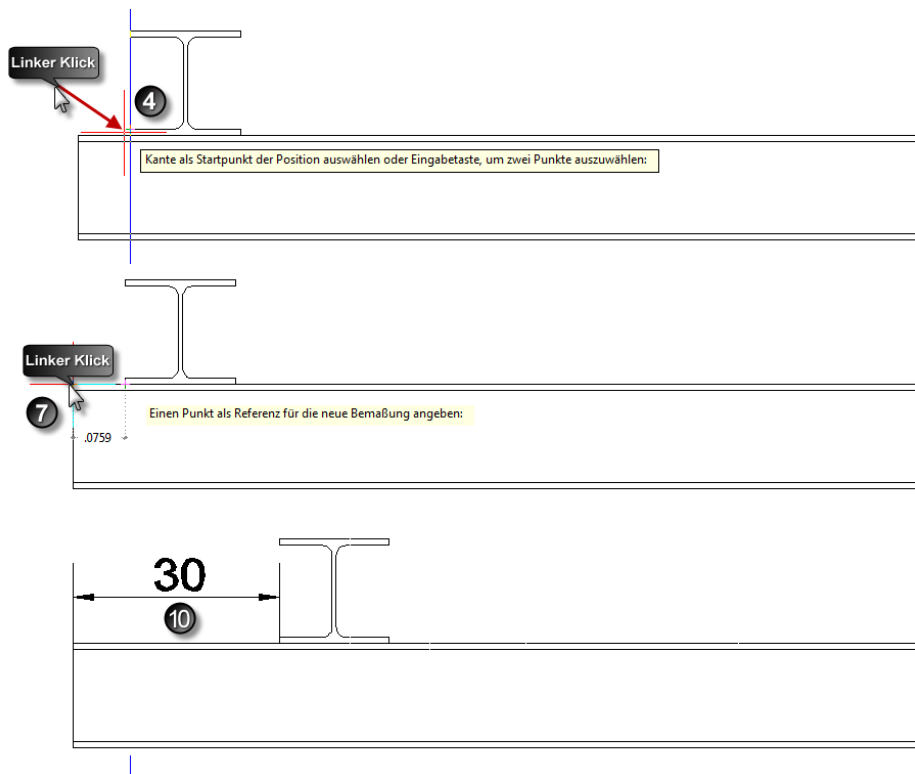 Linker Klick
4
Kante als Startpunkt der Position auswählen oder Eingabetaste, um zwei Punkte auszuwählen:
Linker Klick
7
Einen Punkt als Referenz für die neue Bemaßung angeben:
.0759
30
10